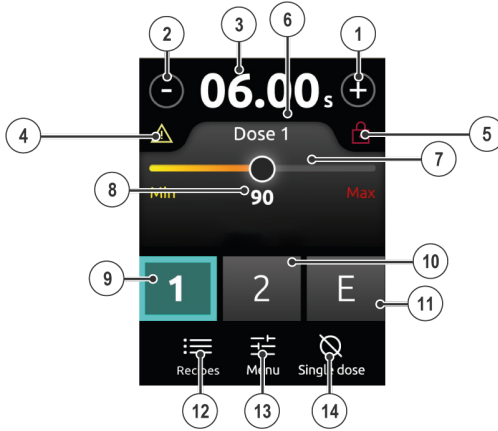 2 3 6 1
- 06.00 s +
4 Dose 1 5
7
8 Min 90 Max
9 1 2 E 10
11
Recipes Menu Single dose
12 13 14